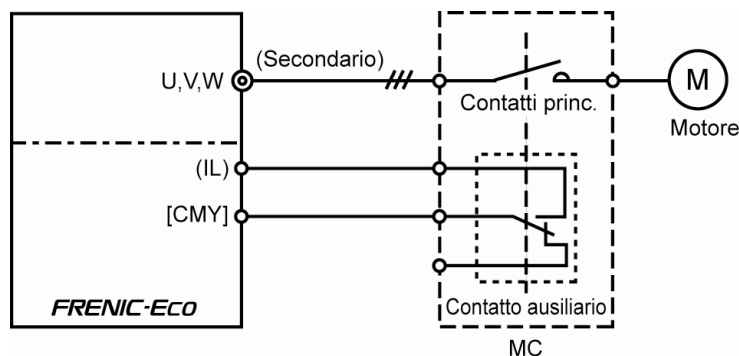 U,V,W
(Secondario)
Contatti princ.
M
Motore
(IL)
[CMY]
FRENIC-Eco
Contatto ausiliario
MC